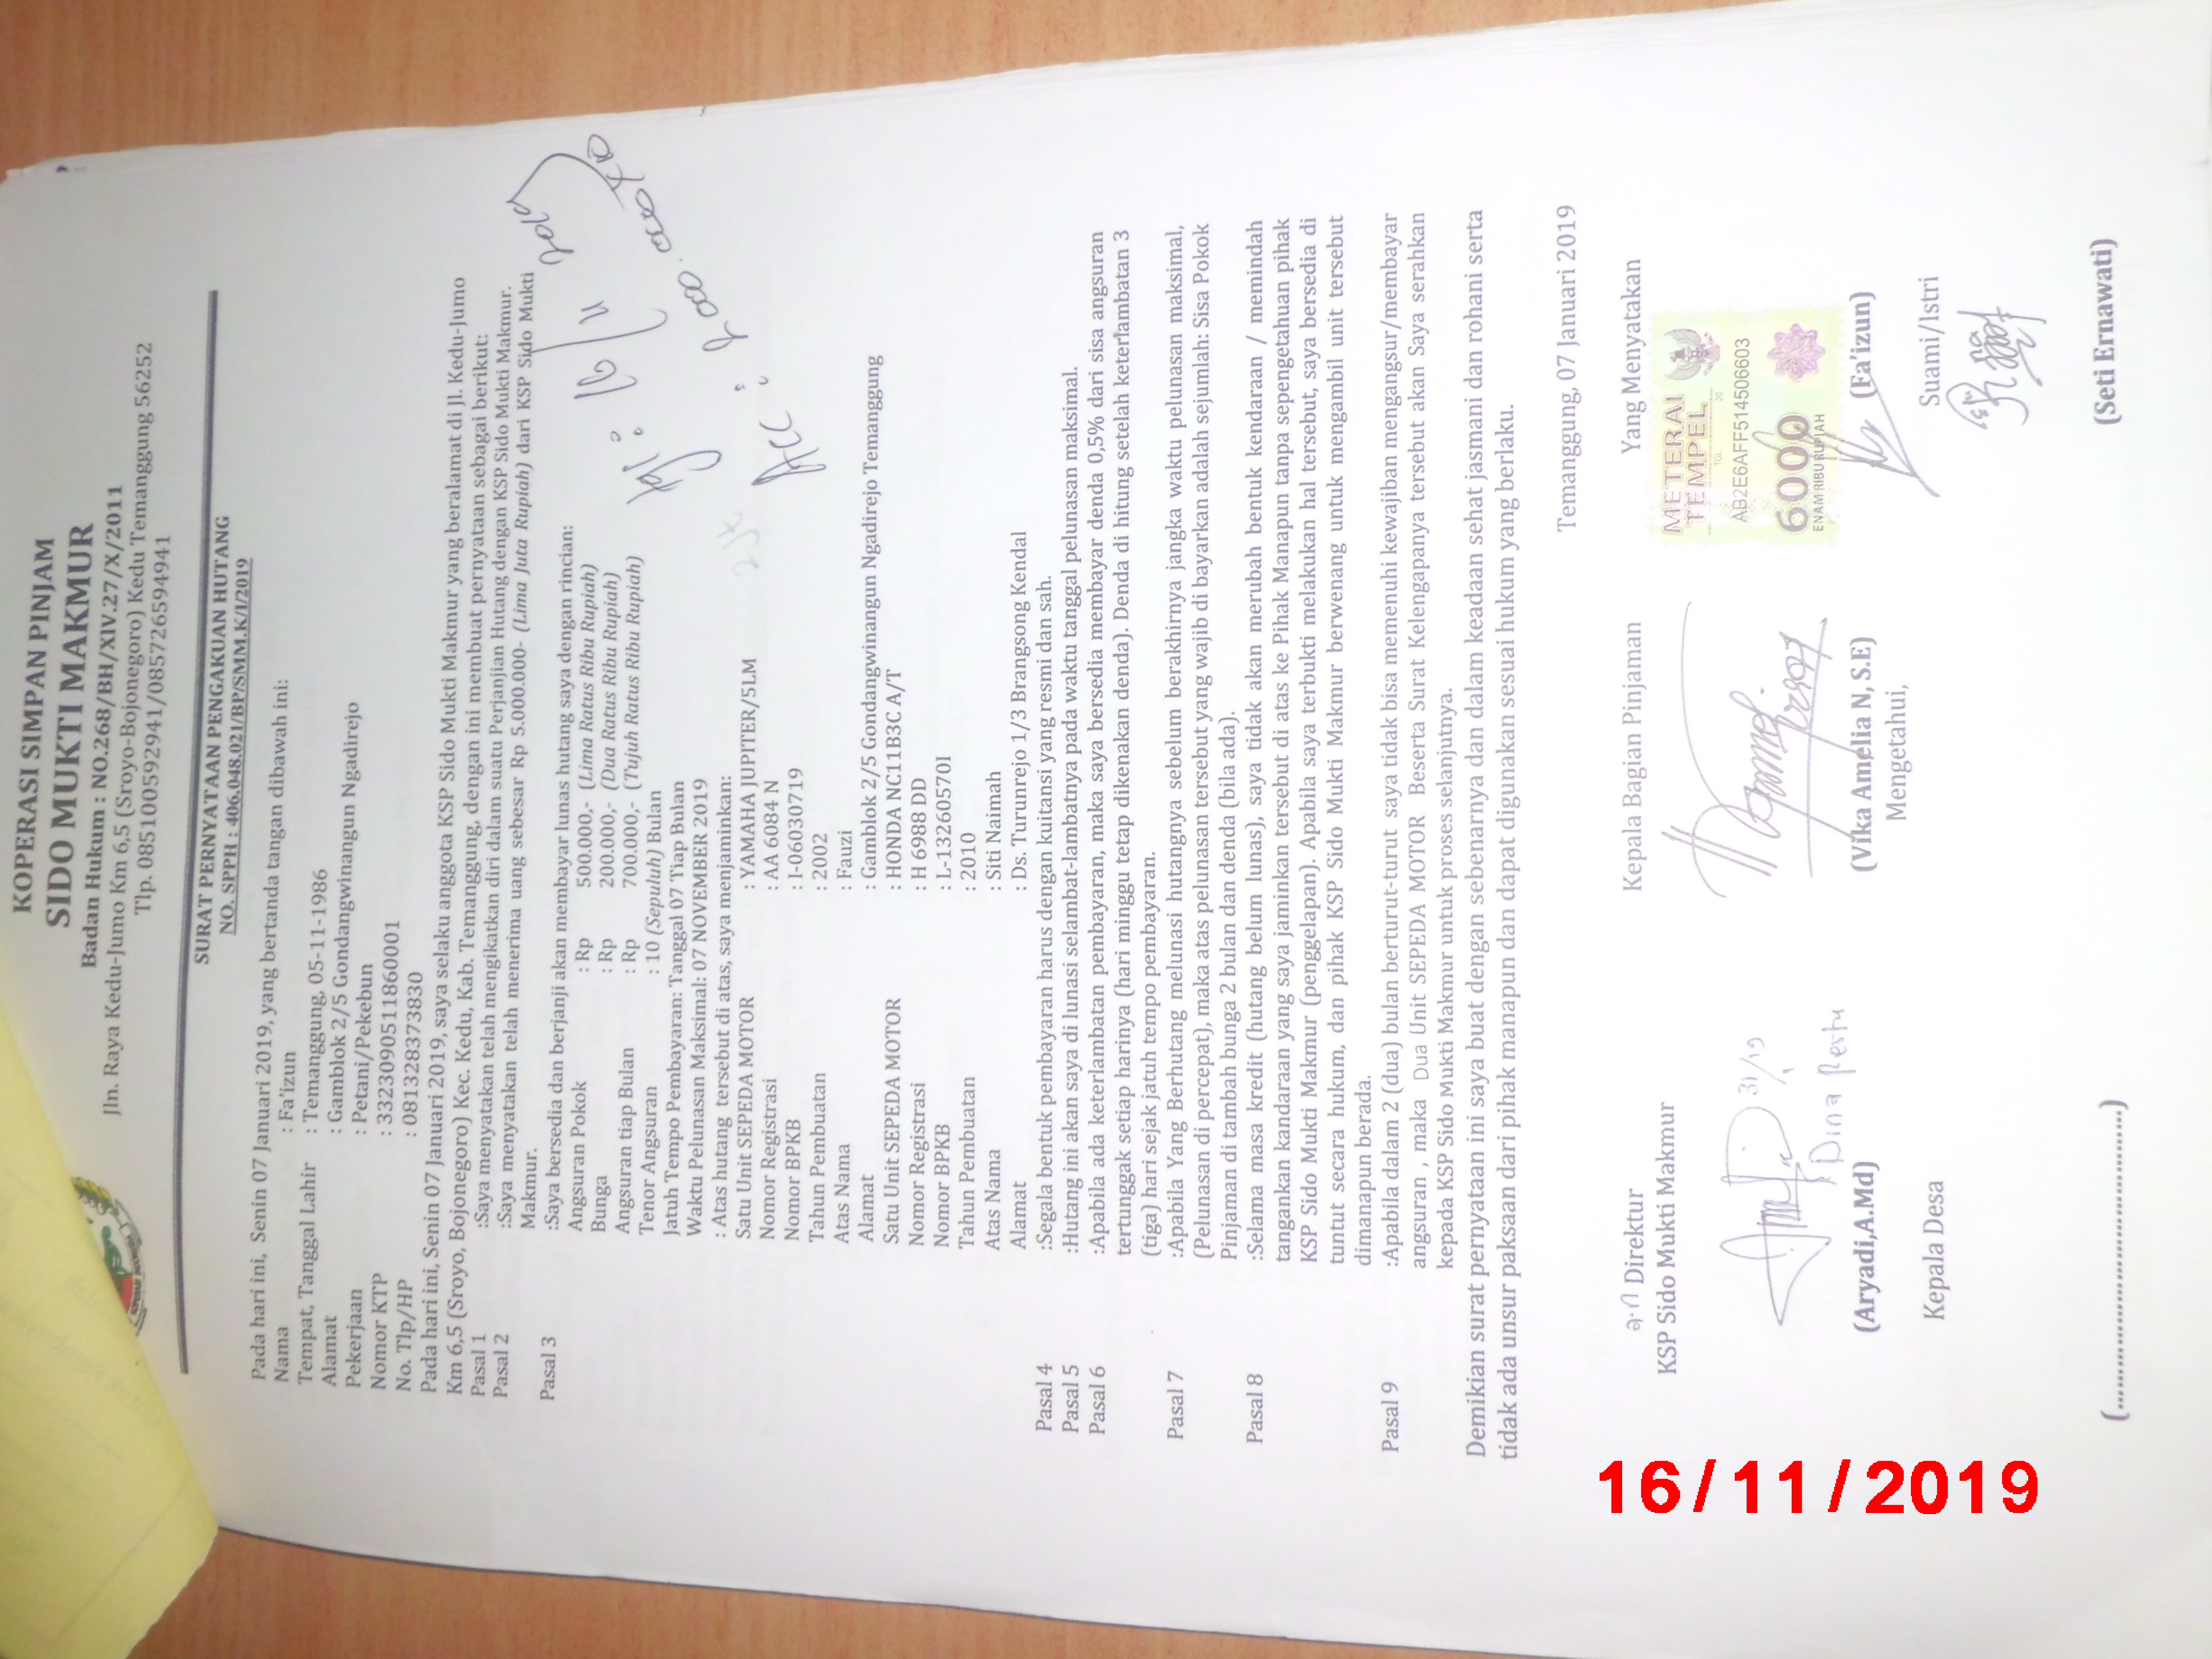 KOPERASI SIMPAN PINJAM
SIDO MUKTI MAKMUR
Badan Hukum : NO.268/BH/XIV.27/X/2011
Jln. Raya Kedu-Jumo Km 6,5 (Sroyo-Bojonegoro) Kedu Temanggung 56252
Tlp. 085100592941/085726594941
SURAT PERNYATAAN PENGAKUAN HUTANG
NO. SPPH : 406.048.021/BP/SMM.K/I/2019
Pada hari ini, Senin 07 Januari 2019, yang bertanda tangan dibawah ini:
Nama : Fa'izun
Tempat, Tanggal Lahir : Temanggung, 05-11-1986
Alamat : Gamblok 2/5 Gondangwinangun Ngadirejo
Pekerjaan : Petani/Pekebun
Nomor KTP : 3323090511860001
No. Tlp/HP : 081328373830
Pada hari ini, Senin 07 Januari 2019, saya selaku anggota KSP Sido Mukti Makmur yang beralamat di Jl. Kedu-Jumo
Km 6,5 (Sroyo, Bojonegoro) Kec. Kedu, Kab. Temanggung, dengan ini membuat pernyataan sebagai berikut:
Pasal 1 :Saya menyatakan telah mengikatkan diri dalam suatu Perjanjian Hutang dengan KSP Sido Mukti Makmur.
Pasal 2 :Saya menyatakan telah menerima uang sebesar Rp 5.000.000- (Lima Juta Rupiah) dari KSP Sido Mukti
Makmur.
Pasal 3 :Saya bersedia dan berjanji akan membayar lunas hutang saya dengan rincian:
Angsuran Pokok : Rp 500.000,- (Lima Ratus Ribu Rupiah)
Bunga : Rp 200.000,- (Dua Ratus Ribu Rupiah)
Angsuran tiap Bulan : Rp 700.000,- (Tujuh Ratus Ribu Rupiah)
Tenor Angsuran : 10 (Sepuluh) Bulan
Jatuh Tempo Pembayaran: Tanggal 07 Tiap Bulan
Waktu Pelunasan Maksimal: 07 NOVEMBER 2019
: Atas hutang tersebut di atas, saya menjaminkan:
Satu Unit SEPEDA MOTOR : YAMAHA JUPITER/5LM
Nomor Registrasi : AA 6084 N
Nomor BPKB : I-06030719
Tahun Pembuatan : 2002
Atas Nama : Fauzi
Alamat : Gamblok 2/5 Gondangwinangun Ngadirejo Temanggung
Satu Unit SEPEDA MOTOR : HONDA NC11B3C A/T
Nomor Registrasi : H 6988 DD
Nomor BPKB : L-13260570I
Tahun Pembuatan : 2010
Atas Nama : Siti Naimah
Alamat : Ds. Turunrejo 1/3 Brangsong Kendal
Pasal 4 :Segala bentuk pembayaran harus dengan kuitansi yang resmi dan sah.
Pasal 5 :Hutang ini akan saya di lunasi selambat-lambatnya pada waktu tanggal pelunasan maksimal.
Pasal 6 :Apabila ada keterlambatan pembayaran, maka saya bersedia membayar denda 0,5% dari sisa angsuran
tertunggak setiap harinya (hari minggu tetap dikenakan denda). Denda di hitung setelah keterlambatan 3
(tiga) hari sejak jatuh tempo pembayaran.
Pasal 7 :Apabila Yang Berhutang melunasi hutangnya sebelum berakhirnya jangka waktu pelunasan maksimal,
(Pelunasan di percepat), maka atas pelunasan tersebut yang wajib di bayarkan adalah sejumlah: Sisa Pokok
Pinjaman di tambah bunga 2 bulan dan denda (bila ada).
Pasal 8 :Selama masa kredit (hutang belum lunas), saya tidak akan merubah bentuk kendaraan / memindah
tangankan kandaraan yang saya jaminkan tersebut di atas ke Pihak Manapun tanpa sepengetahuan pihak
KSP Sido Mukti Makmur (penggelapan). Apabila saya terbukti melakukan hal tersebut, saya bersedia di
tuntut secara hukum, dan pihak KSP Sido Mukti Makmur berwenang untuk mengambil unit tersebut
dimanapun berada.
Pasal 9 :Apabila dalam 2 (dua) bulan berturut-turut saya tidak bisa memenuhi kewajiban mengangsur/membayar
angsuran , maka Dua Unit SEPEDA MOTOR Beserta Surat Kelengapanya tersebut akan Saya serahkan
kepada KSP Sido Mukti Makmur untuk proses selanjutnya.
Demikian surat pernyataan ini saya buat dengan sebenarnya dan dalam keadaan sehat jasmani dan rohani serta
tidak ada unsur paksaan dari pihak manapun dan dapat digunakan sesuai hukum yang berlaku.
Temanggung, 07 Januari 2019
a.n Direktur Kepala Bagian Pinjaman Yang Menyatakan
KSP Sido Mukti Makmur
METERAI
TEMPEL
TGL. 20
AB2E6AFF514506603
6000
ENAM RIBU RUPIAH
31/1 19
Dina
(Aryadi,A.Md) (Vika Amelia N, S.E) (Fa'izun)
Mengetahui,
Kepala Desa Suami/Istri
(Seti Ernawati)
16/11/2019